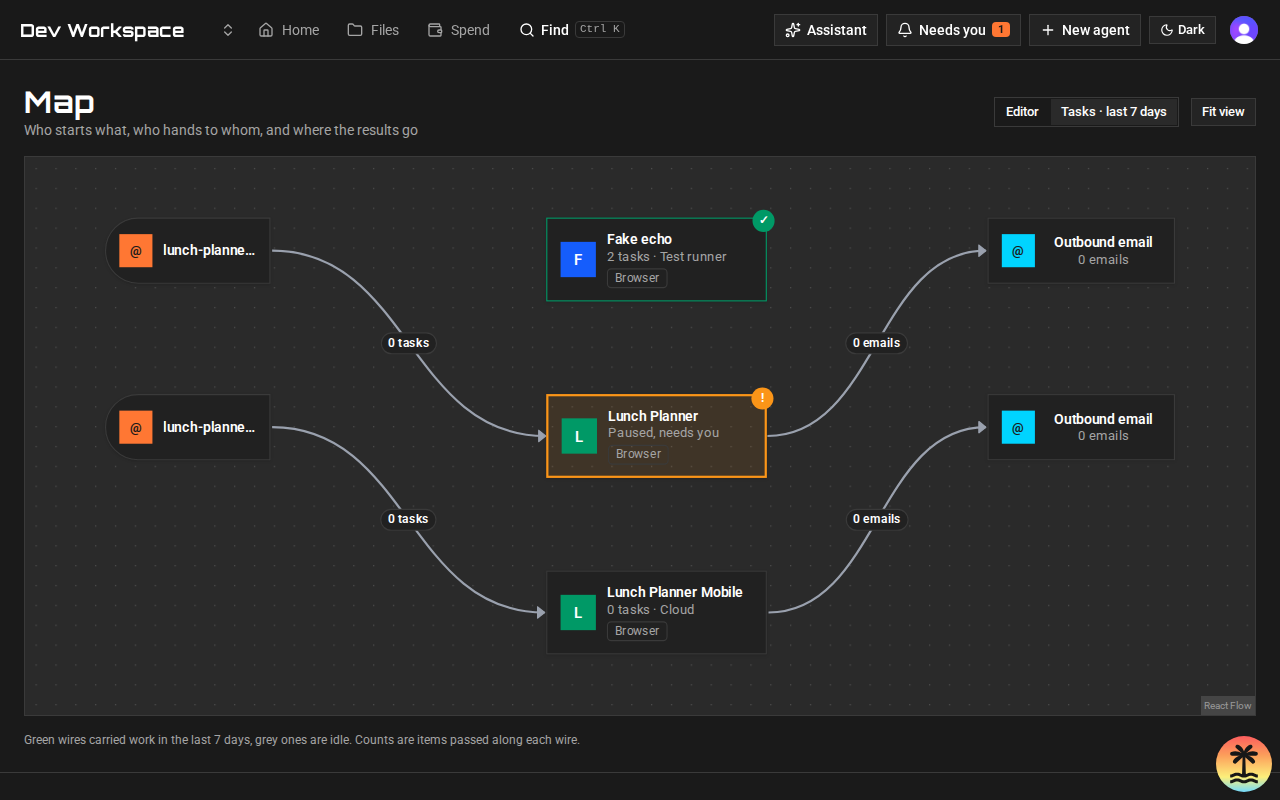 Dev Workspace
Home
Files
Spend
Find Ctrl K
Assistant
Needs you 1
New agent
Dark
Map
Who starts what, who hands to whom, and where the results go
Editor
Tasks · last 7 days
Fit view
@ lunch-planne...
F
Fake echo
2 tasks · Test runner
Browser
✓
@
Outbound email
0 emails
0 tasks
0 emails
@ lunch-planne...
L
Lunch Planner
Paused, needs you
Browser
!
@
Outbound email
0 emails
0 tasks
0 emails
L
Lunch Planner Mobile
0 tasks · Cloud
Browser
React Flow
Green wires carried work in the last 7 days, grey ones are idle. Counts are items passed along each wire.